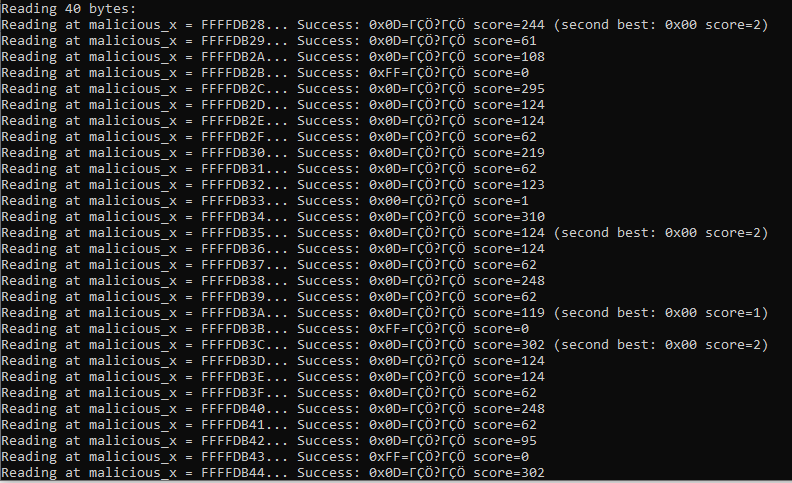 Reading 40 bytes:
Reading at malicious_x = FFFFDB28... Success: 0x0D=ΓÇÖ?ΓÇÖ score=244 (second best: 0x00 score=2)
Reading at malicious_x = FFFFDB29... Success: 0x0D=ΓÇÖ?ΓÇÖ score=61
Reading at malicious_x = FFFFDB2A... Success: 0x0D=ΓÇÖ?ΓÇÖ score=108
Reading at malicious_x = FFFFDB2B... Success: 0xFF=ΓÇÖ?ΓÇÖ score=0
Reading at malicious_x = FFFFDB2C... Success: 0x0D=ΓÇÖ?ΓÇÖ score=295
Reading at malicious_x = FFFFDB2D... Success: 0x0D=ΓÇÖ?ΓÇÖ score=124
Reading at malicious_x = FFFFDB2E... Success: 0x0D=ΓÇÖ?ΓÇÖ score=124
Reading at malicious_x = FFFFDB2F... Success: 0x0D=ΓÇÖ?ΓÇÖ score=62
Reading at malicious_x = FFFFDB30... Success: 0x0D=ΓÇÖ?ΓÇÖ score=219
Reading at malicious_x = FFFFDB31... Success: 0x0D=ΓÇÖ?ΓÇÖ score=62
Reading at malicious_x = FFFFDB32... Success: 0x0D=ΓÇÖ?ΓÇÖ score=123
Reading at malicious_x = FFFFDB33... Success: 0x00=ΓÇÖ?ΓÇÖ score=1
Reading at malicious_x = FFFFDB34... Success: 0x0D=ΓÇÖ?ΓÇÖ score=310
Reading at malicious_x = FFFFDB35... Success: 0x0D=ΓÇÖ?ΓÇÖ score=124 (second best: 0x00 score=2)
Reading at malicious_x = FFFFDB36... Success: 0x0D=ΓÇÖ?ΓÇÖ score=124
Reading at malicious_x = FFFFDB37... Success: 0x0D=ΓÇÖ?ΓÇÖ score=62
Reading at malicious_x = FFFFDB38... Success: 0x0D=ΓÇÖ?ΓÇÖ score=248
Reading at malicious_x = FFFFDB39... Success: 0x0D=ΓÇÖ?ΓÇÖ score=62
Reading at malicious_x = FFFFDB3A... Success: 0x0D=ΓÇÖ?ΓÇÖ score=119 (second best: 0x00 score=1)
Reading at malicious_x = FFFFDB3B... Success: 0xFF=ΓÇÖ?ΓÇÖ score=0
Reading at malicious_x = FFFFDB3C... Success: 0x0D=ΓÇÖ?ΓÇÖ score=302 (second best: 0x00 score=2)
Reading at malicious_x = FFFFDB3D... Success: 0x0D=ΓÇÖ?ΓÇÖ score=124
Reading at malicious_x = FFFFDB3E... Success: 0x0D=ΓÇÖ?ΓÇÖ score=124
Reading at malicious_x = FFFFDB3F... Success: 0x0D=ΓÇÖ?ΓÇÖ score=62
Reading at malicious_x = FFFFDB40... Success: 0x0D=ΓÇÖ?ΓÇÖ score=248
Reading at malicious_x = FFFFDB41... Success: 0x0D=ΓÇÖ?ΓÇÖ score=62
Reading at malicious_x = FFFFDB42... Success: 0x0D=ΓÇÖ?ΓÇÖ score=95
Reading at malicious_x = FFFFDB43... Success: 0xFF=ΓÇÖ?ΓÇÖ score=0
Reading at malicious_x = FFFFDB44... Success: 0x0D=ΓÇÖ?ΓÇÖ score=302